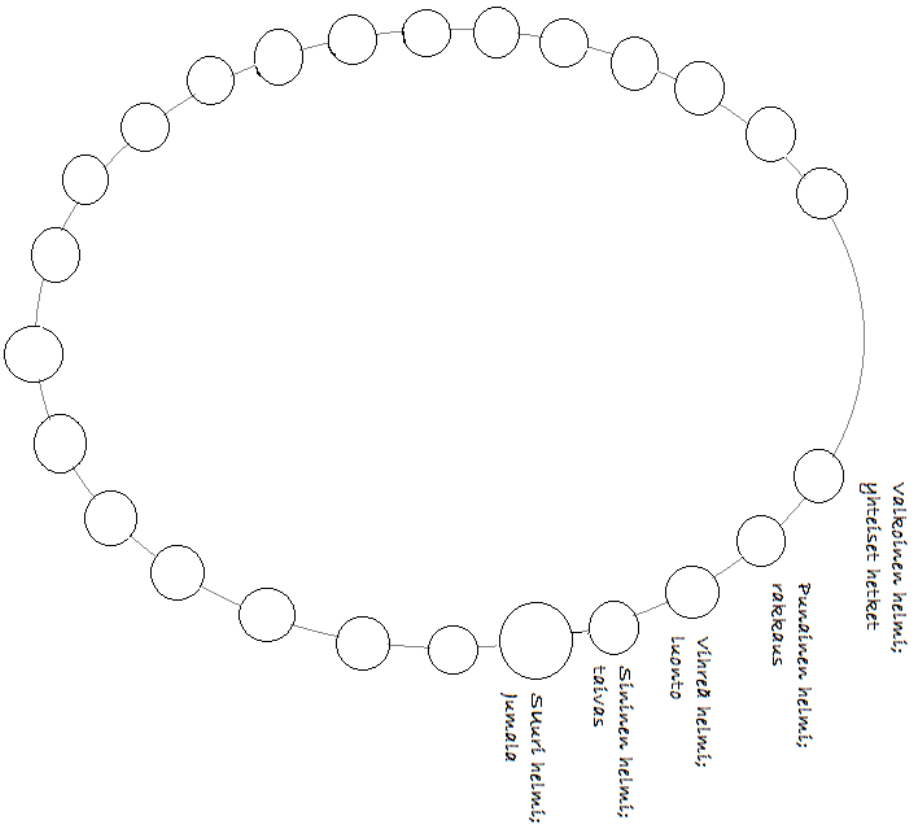 Valkoinen helmi;
yhteiset hetket
Punainen helmi;
rakkaus
Vihreä helmi;
luonto
Sininen helmi;
taivas
Suuri helmi;
Jumala